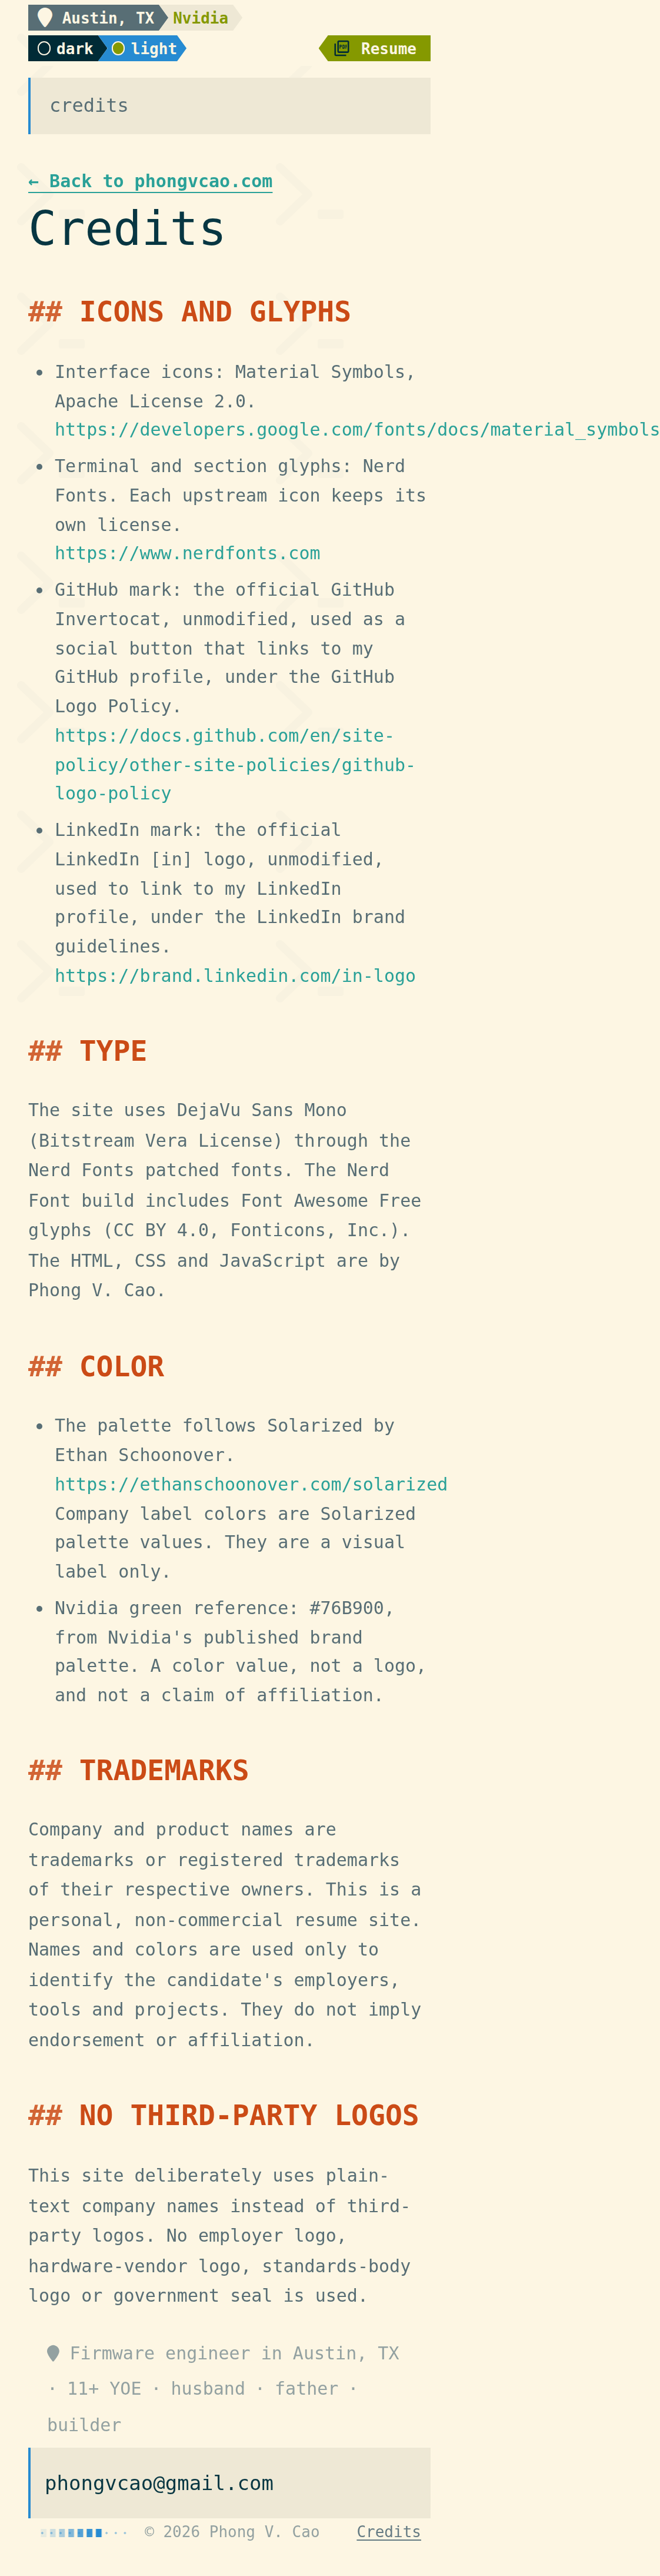 Austin, TX Nvidia
dark light Resume
credits
← Back to phongvcao.com
Credits
## ICONS AND GLYPHS
• Interface icons: Material Symbols,
Apache License 2.0.
https://developers.google.com/fonts/docs/material_symbols
• Terminal and section glyphs: Nerd
Fonts. Each upstream icon keeps its
own license.
https://www.nerdfonts.com
• GitHub mark: the official GitHub
Invertocat, unmodified, used as a
social button that links to my
GitHub profile, under the GitHub
Logo Policy.
https://docs.github.com/en/site-
policy/other-site-policies/github-
logo-policy
• LinkedIn mark: the official
LinkedIn [in] logo, unmodified,
used to link to my LinkedIn
profile, under the LinkedIn brand
guidelines.
https://brand.linkedin.com/in-logo
## TYPE
The site uses DejaVu Sans Mono
(Bitstream Vera License) through the
Nerd Fonts patched fonts. The Nerd
Font build includes Font Awesome Free
glyphs (CC BY 4.0, Fonticons, Inc.).
The HTML, CSS and JavaScript are by
Phong V. Cao.
## COLOR
• The palette follows Solarized by
Ethan Schoonover.
https://ethanschoonover.com/solarized
Company label colors are Solarized
palette values. They are a visual
label only.
• Nvidia green reference: #76B900,
from Nvidia's published brand
palette. A color value, not a logo,
and not a claim of affiliation.
## TRADEMARKS
Company and product names are
trademarks or registered trademarks
of their respective owners. This is a
personal, non-commercial resume site.
Names and colors are used only to
identify the candidate's employers,
tools and projects. They do not imply
endorsement or affiliation.
## NO THIRD-PARTY LOGOS
This site deliberately uses plain-
text company names instead of third-
party logos. No employer logo,
hardware-vendor logo, standards-body
logo or government seal is used.
Firmware engineer in Austin, TX
· 11+ YOE · husband · father ·
builder
phongvcao@gmail.com
© 2026 Phong V. Cao Credits